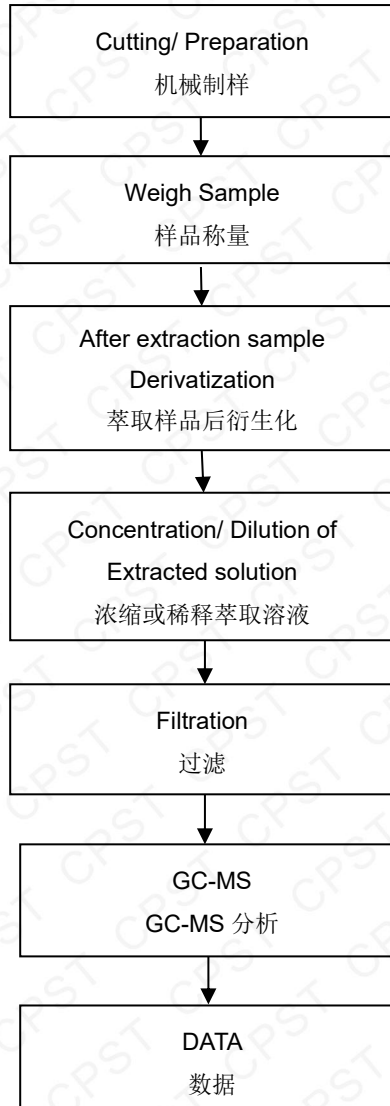 Cutting/ Preparation
机械制样
Weigh Sample
样品称量
After extraction sample
Derivatization
萃取样品后衍生化
Concentration/ Dilution of
Extracted solution
浓缩或稀释萃取溶液
Filtration
过滤
GC-MS
GC-MS 分析
DATA
数据